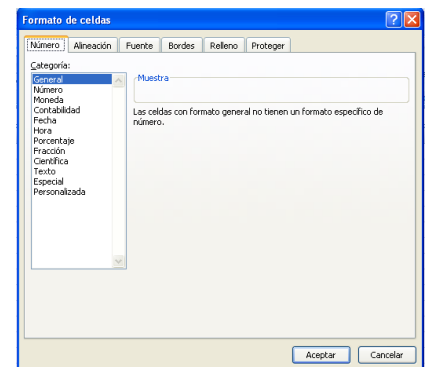 Formato de celdas
Número Alineación Fuente Bordes Relleno Proteger
Categoría:
General
Número
Moneda
Contabilidad
Fecha
Hora
Porcentaje
Fracción
Científica
Texto
Especial
Personalizada
Muestra
Las celdas con formato general no tienen un formato específico de
número.
Aceptar Cancelar